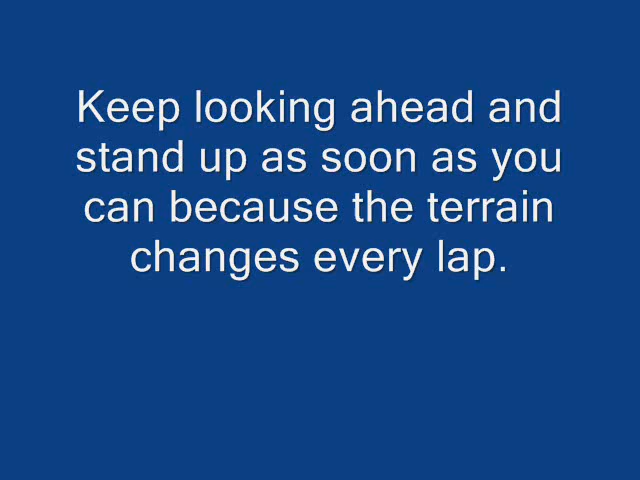 Keep looking ahead and
stand up as soon as you
can because the terrain
changes every lap.